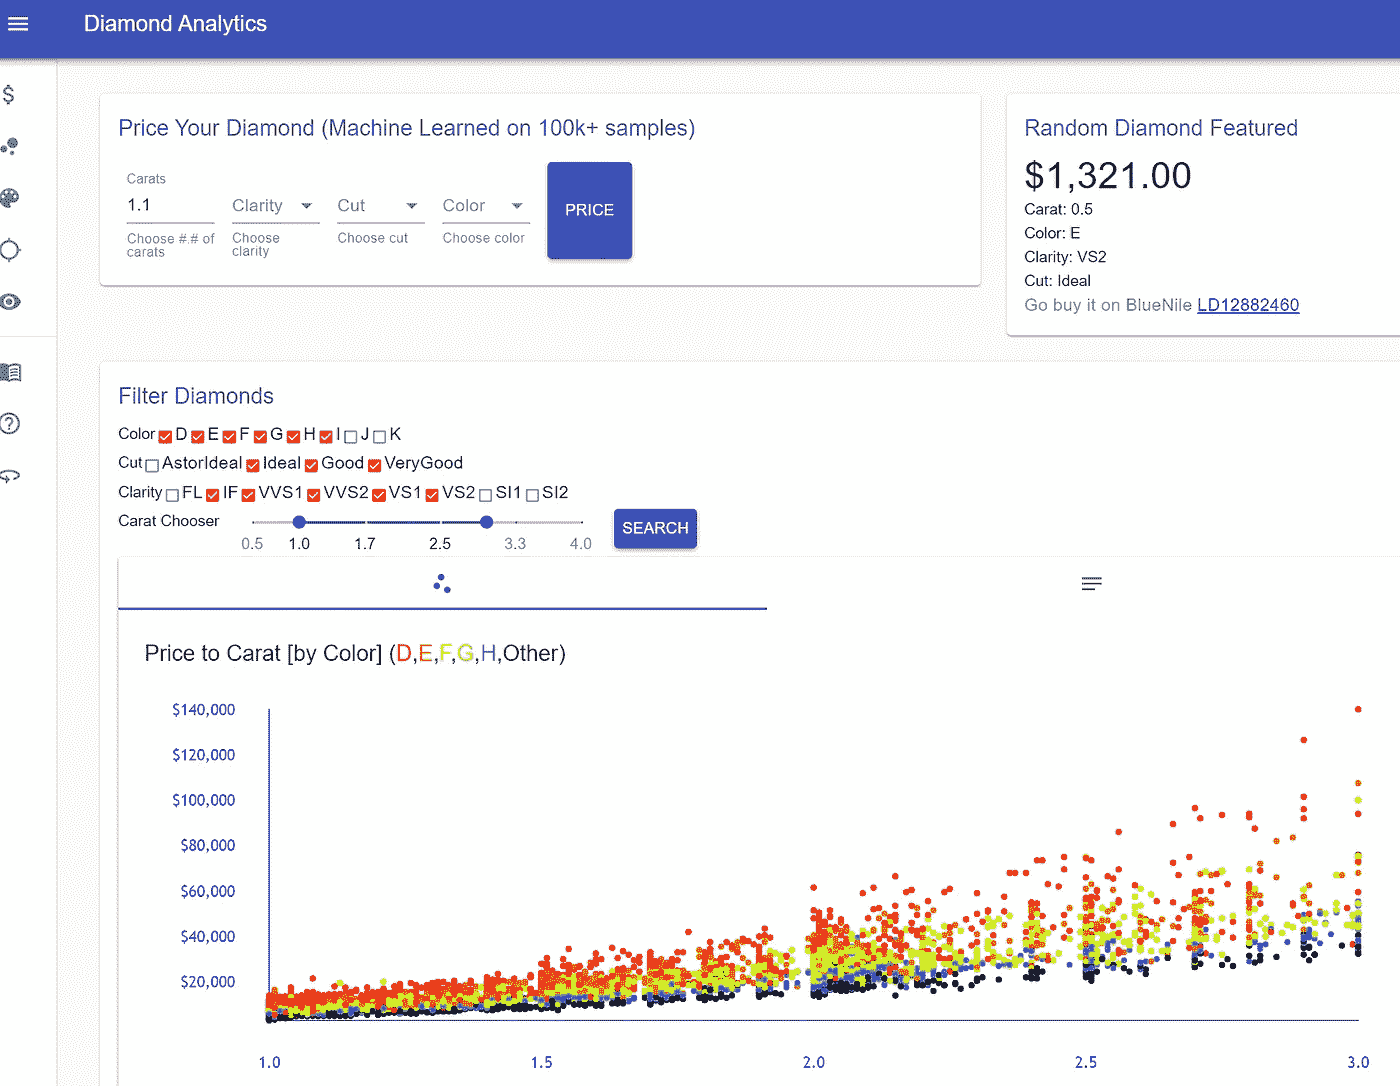 Diamond Analytics
Price Your Diamond (Machine Learned on 100k+ samples)
Carats
1.1 Clarity Cut Color PRICE
Choose #.# of carats
Choose clarity
Choose cut
Choose color
Random Diamond Featured
$1,321.00
Carat: 0.5
Color: E
Clarity: VS2
Cut: Ideal
Go buy it on BlueNile LD12882460
Filter Diamonds
Color D E F G H I J K
Cut AstorIdeal Ideal Good VeryGood
Clarity FL IF VVS1 VVS2 VS1 VS2 SI1 SI2
Carat Chooser
0.5 1.0 1.7 2.5 3.3 4.0
SEARCH
Price to Carat [by Color] (D,E,F,G,H,Other)
$140,000
$120,000
$100,000
$80,000
$60,000
$40,000
$20,000
1.0 1.5 2.0 2.5 3.0